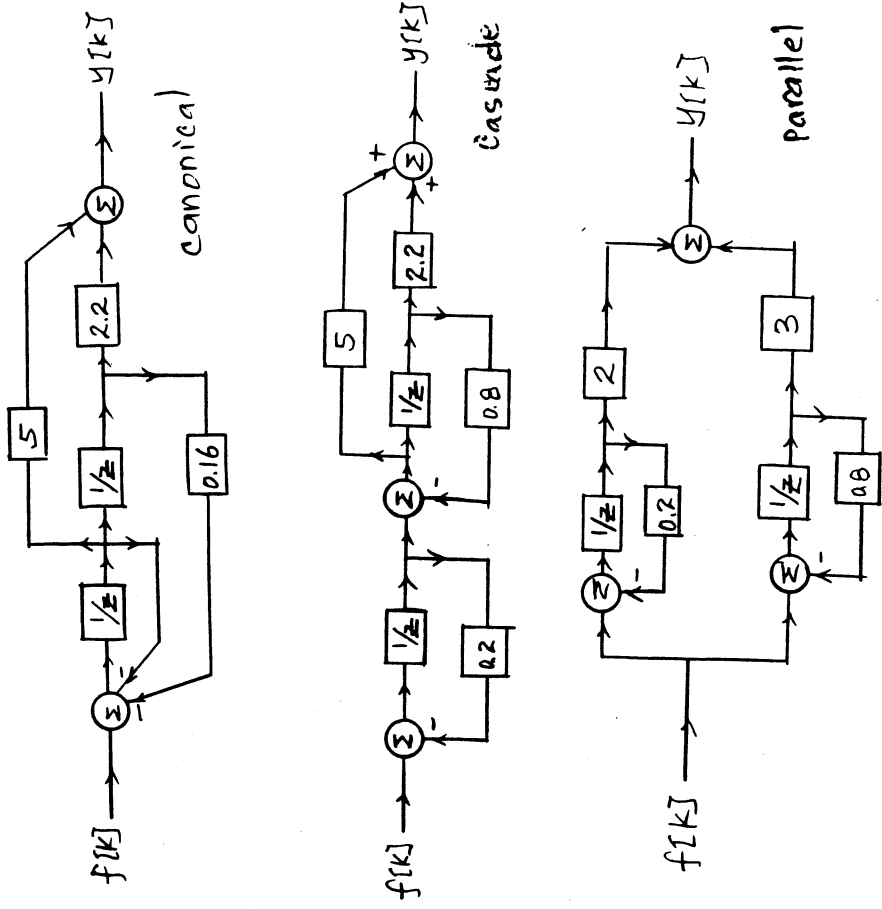 f[k]
Σ
1/z
1/z
2.2
Σ
y[k]
5
0.16
−
−
canonical
f[k]
Σ
1/z
Σ
1/z
2.2
Σ
y[k]
0.2
−
0.8
−
5
+
+
Cascade
f[k]
Σ
1/z
2
0.2
−
Σ
1/z
3
0.8
−
Σ
y[k]
parallel